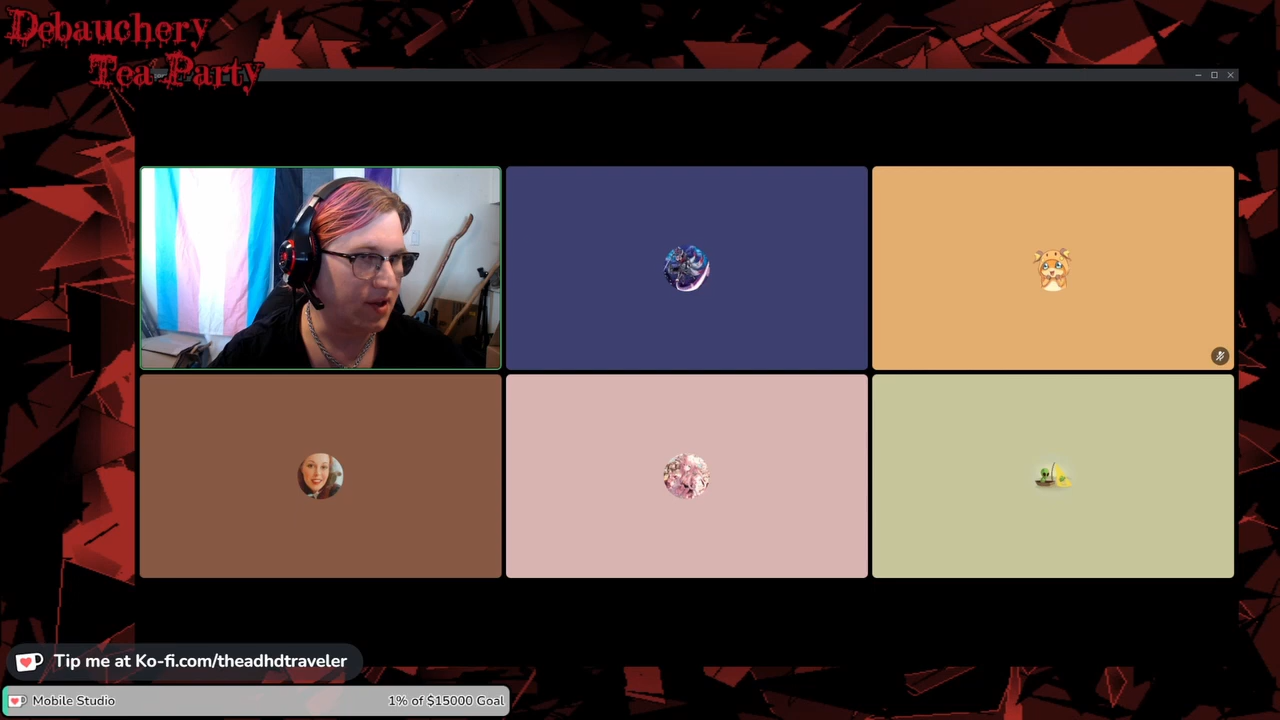 Debauchery
Tea Party
Tip me at Ko-fi.com/theadhdtraveler
Mobile Studio
1% of $15000 Goal